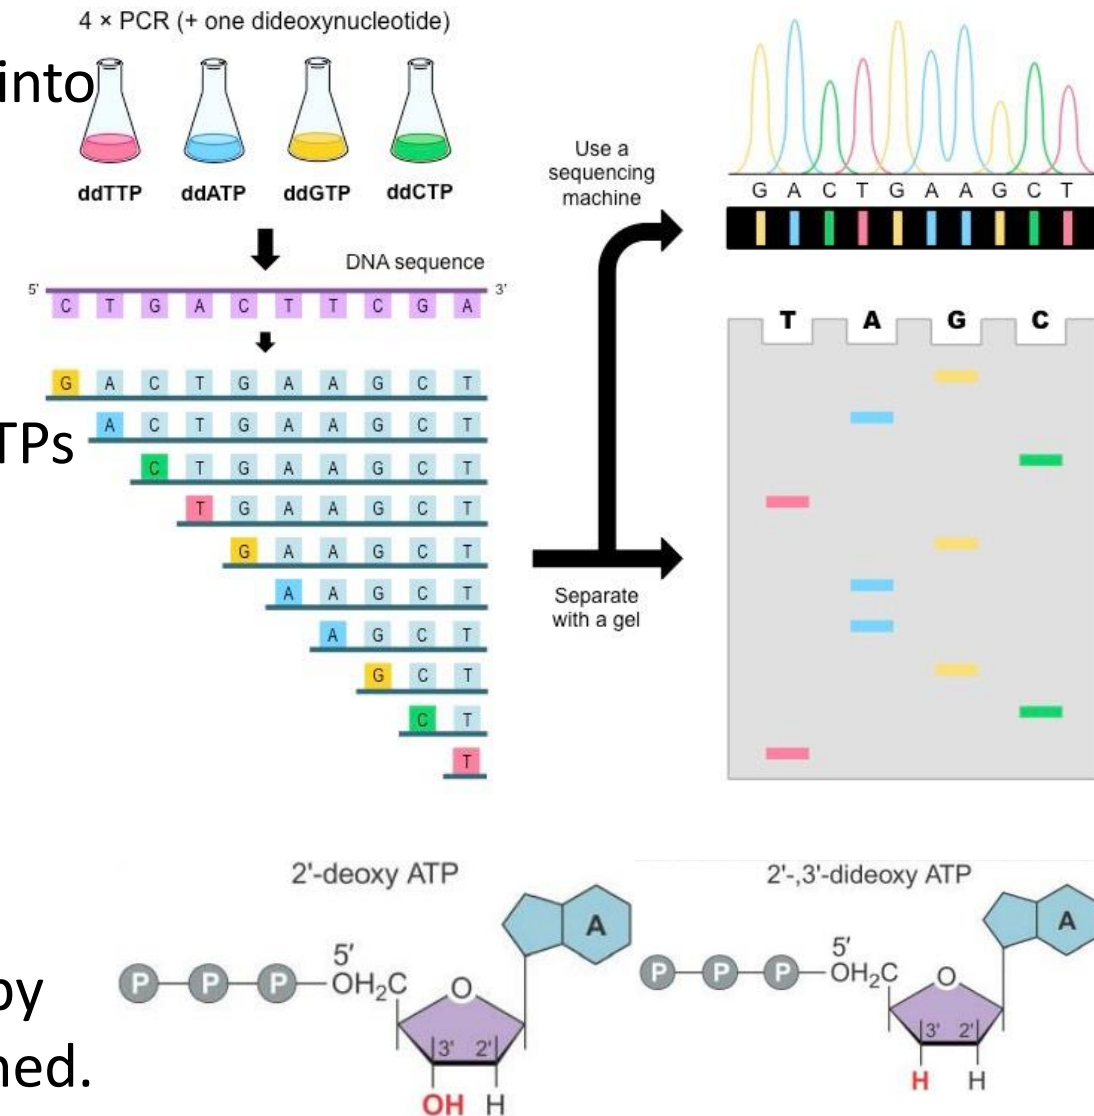 4 × PCR (+ one dideoxynucleotide)
into
ddTTP ddATP ddGTP ddCTP
DNA sequence
5' 3'
C T G A C T T C G A
G A C T G A A G C T
A C T G A A G C T
TPs
C T G A A G C T
T G A A G C T
G A A G C T
A A G C T
A G C T
G C T
C T
T
Use a
sequencing
machine
Separate
with a gel
G A C T G A A G C T
T A G C
2'-deoxy ATP
A
5'
P P P OH₂C O
3' 2'
OH H
2'-,3'-dideoxy ATP
A
5'
P P P OH₂C O
3' 2'
H H
by
ned.